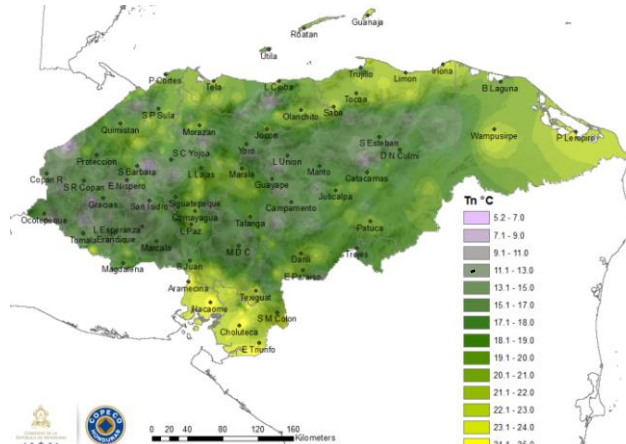 Guanaja
Roatan
Utila
Trujillo
Limon
Iriona
P Cortes
Tela
L Ceiba
B Laguna
Tocoa
S P Sula
Olanchito
Saba
Quimistan
Morazan
Jocon
Wampusirpe
P Lempira
S Esteban
Yoro
D N Culmi
Proteccion
S C Yojoa
L Union
S Barbara
Manto
Copan R
L Lajas
Marale
Catacamas
S R Copan
E Nispero
Guayape
Gracias
San Isidro
Siguatepeque
Campamento
Juticalpa
Ocotepeque
Comayagua
Talanga
Patuca
L Esperanza
L Paz
Tomala
Erandique
Marcala
M D C
Danli
Magdalena
S Juan
E Paraiso
Aramecina
Texiguat
Nacaome
S M Colon
Choluteca
E Triunfo
Tn °C
5.2 - 7.0
7.1 - 9.0
9.1 - 11.0
11.1 - 13.0
13.1 - 15.0
15.1 - 17.0
17.1 - 18.0
18.1 - 19.0
19.1 - 20.0
20.1 - 21.0
21.1 - 22.0
22.1 - 23.0
23.1 - 24.0
COPECO
HONDURAS
0 20 40 80 120 160
Kilometers